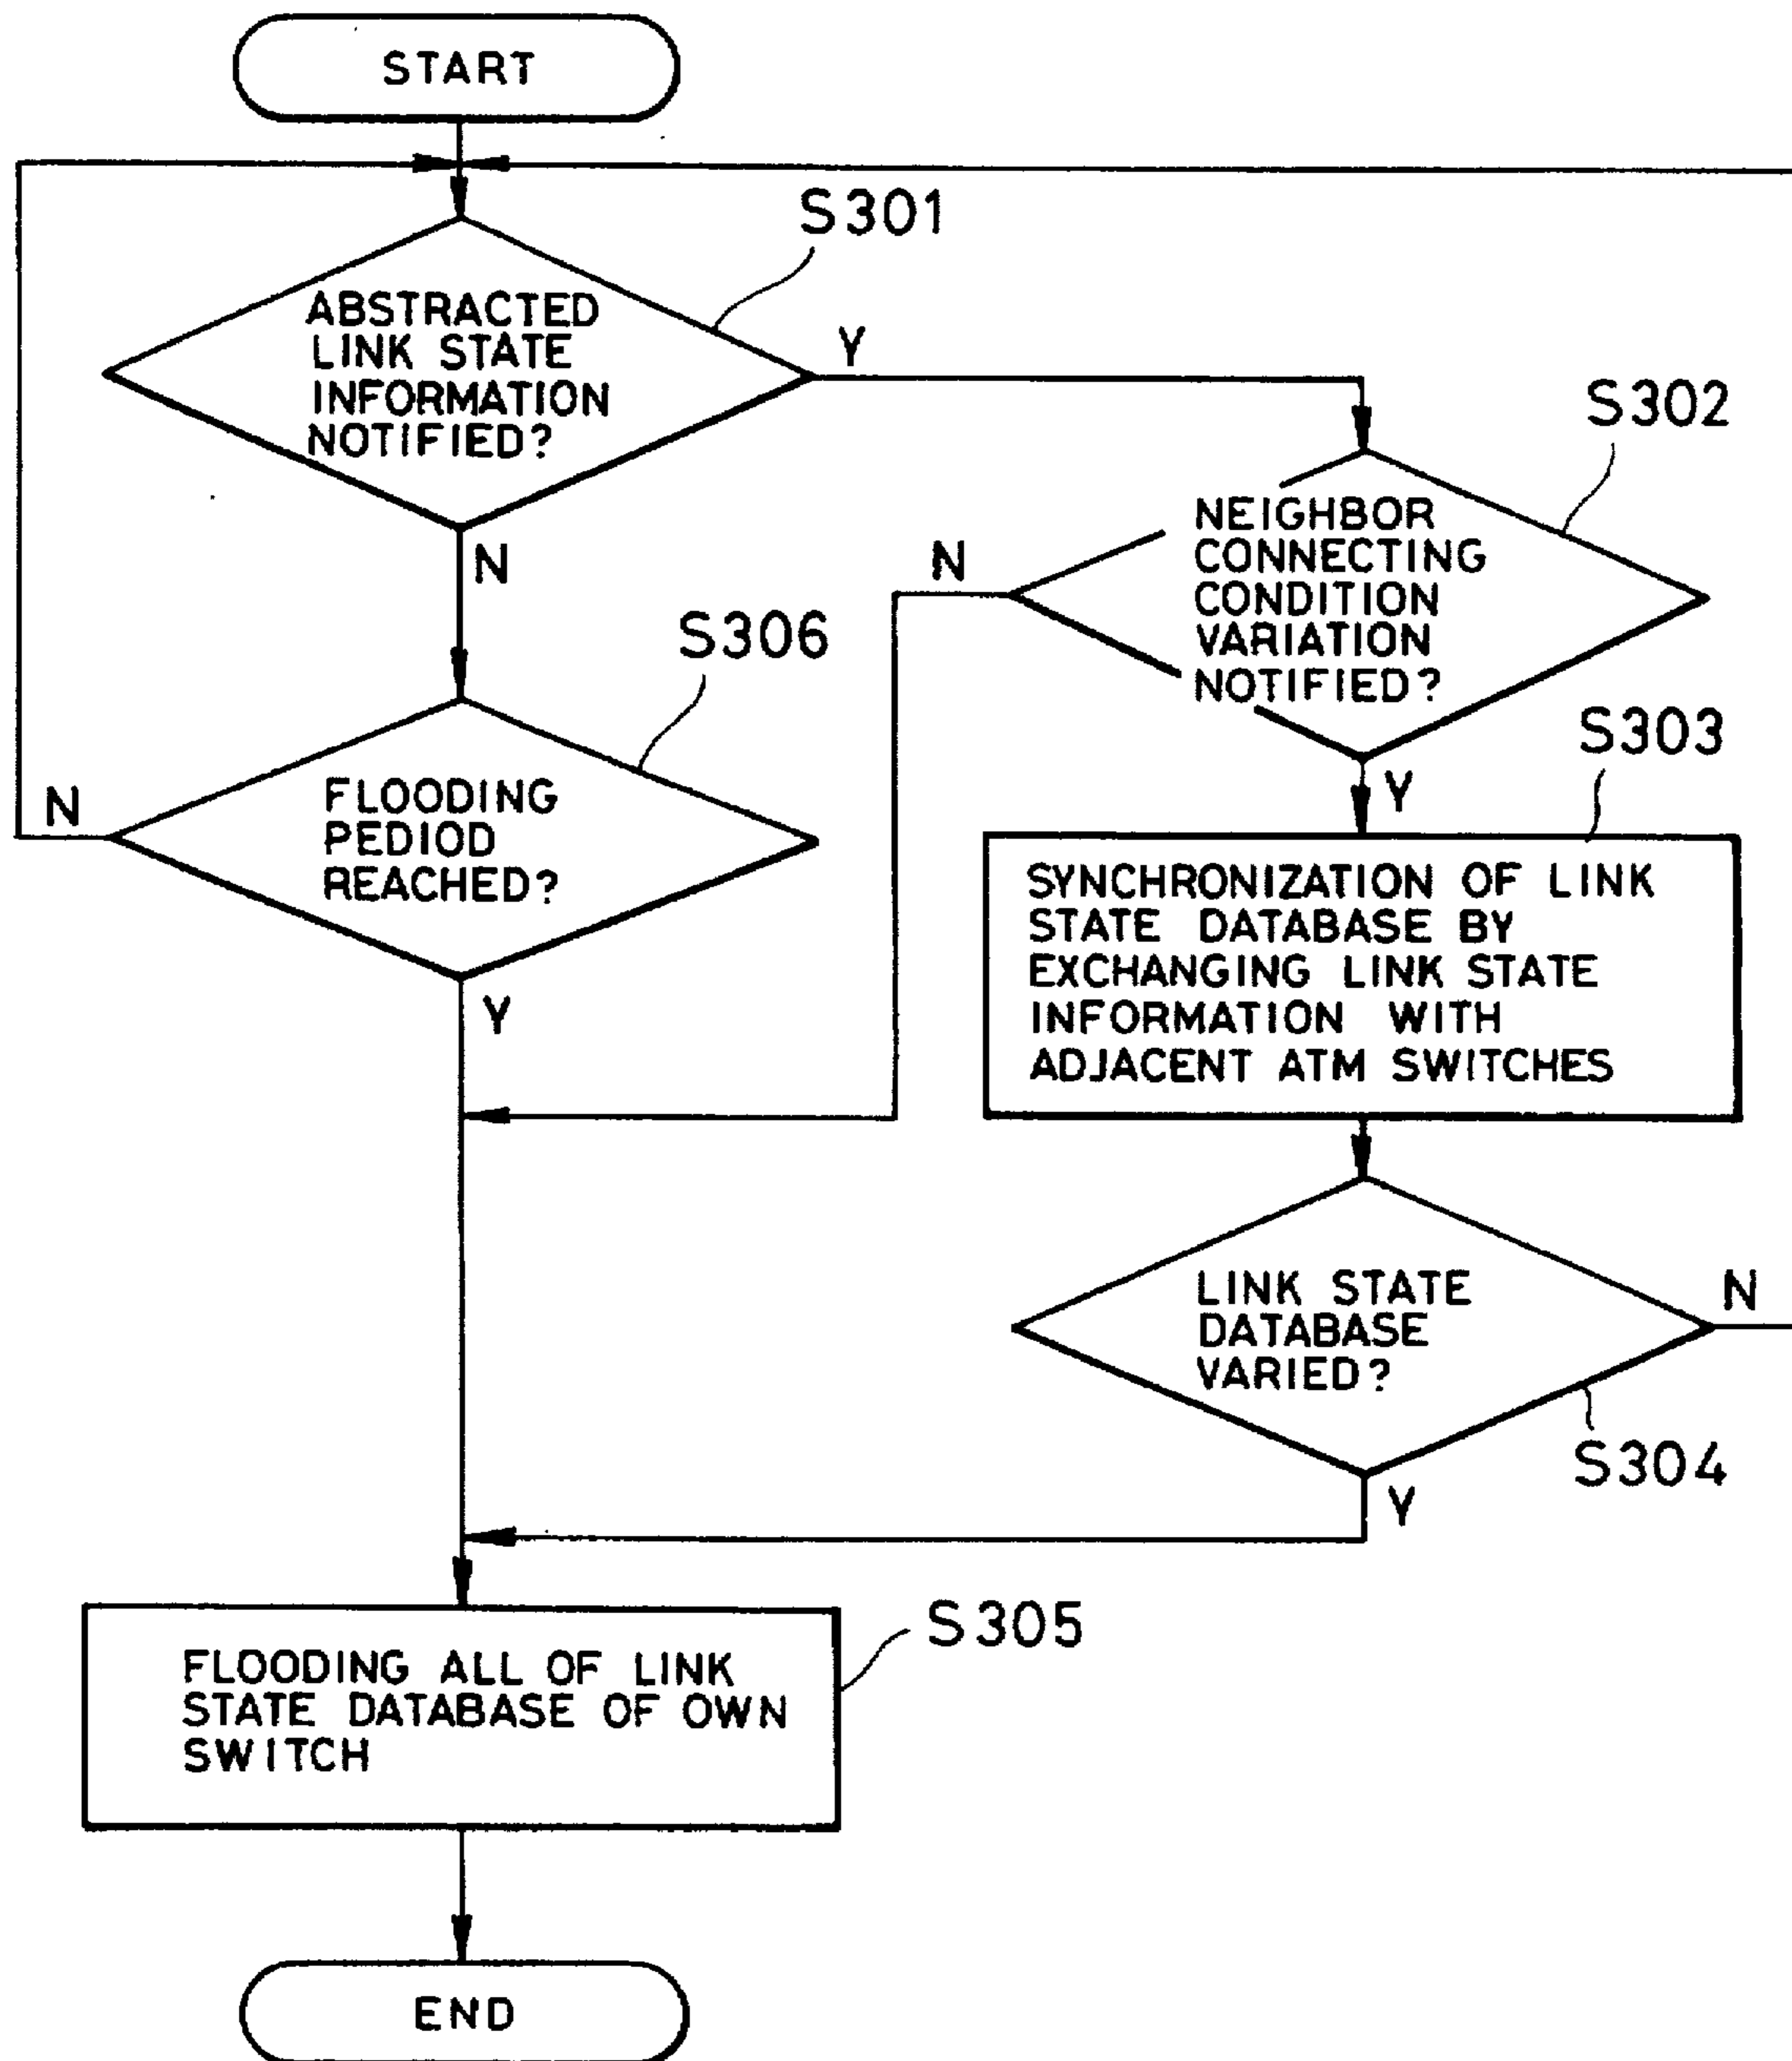 START
S301
ABSTRACTED
LINK STATE
INFORMATION
NOTIFIED?
Y
N
S302
NEIGHBOR
CONNECTING
CONDITION
VARIATION
NOTIFIED?
N
Y
S306
FLOODING
PEDIOD
REACHED?
N
Y
S303
SYNCHRONIZATION OF LINK
STATE DATABASE BY
EXCHANGING LINK STATE
INFORMATION WITH
ADJACENT ATM SWITCHES
LINK STATE
DATABASE
VARIED?
N
S304
Y
S305
FLOODING ALL OF LINK
STATE DATABASE OF OWN
SWITCH
END